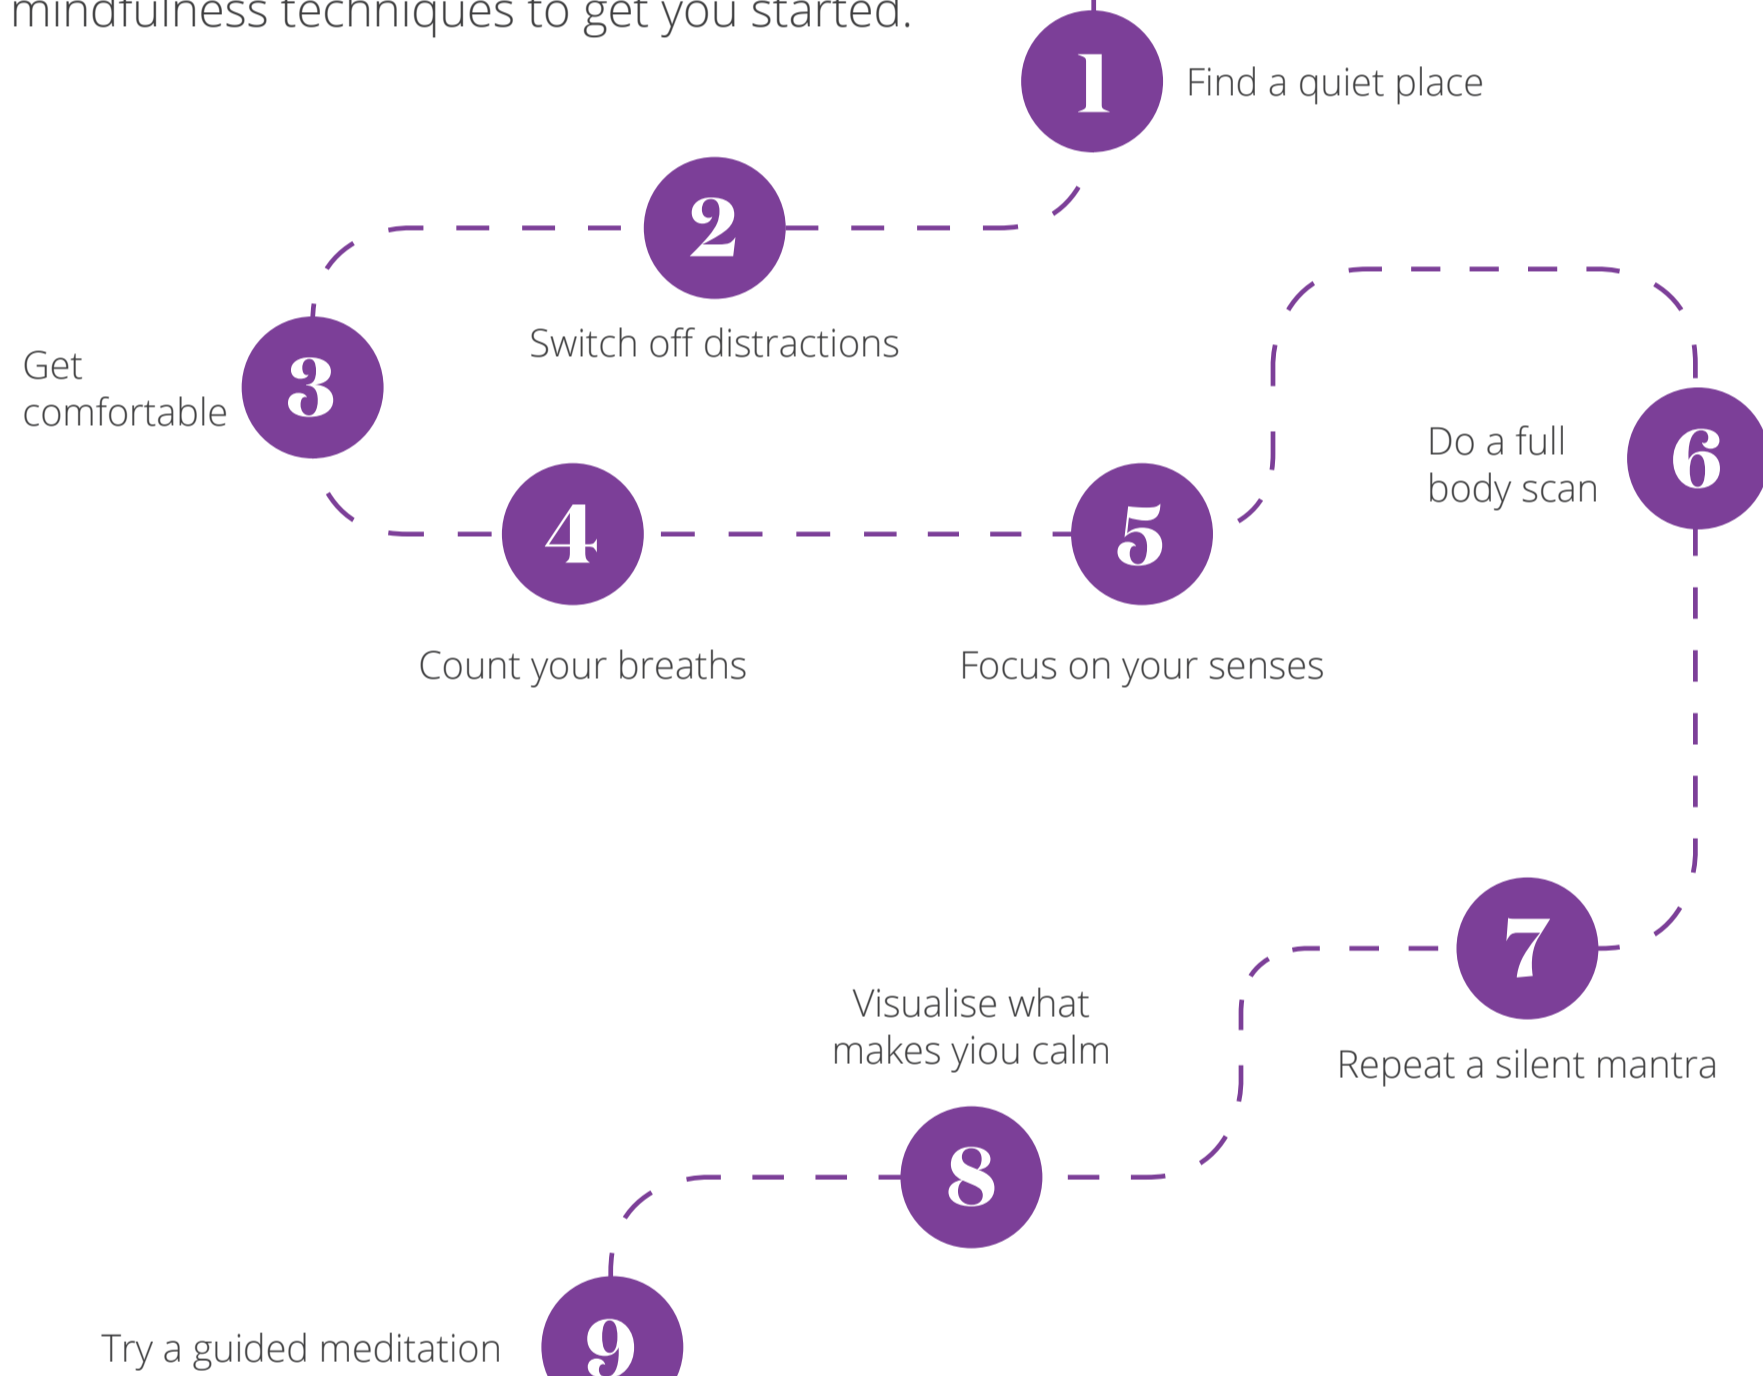 mindfulness techniques to get you started.
1
Find a quiet place
2
Switch off distractions
3
Get
comfortable
4
Count your breaths
5
Focus on your senses
6
Do a full
body scan
7
Repeat a silent mantra
8
Visualise what
makes yiou calm
9
Try a guided meditation